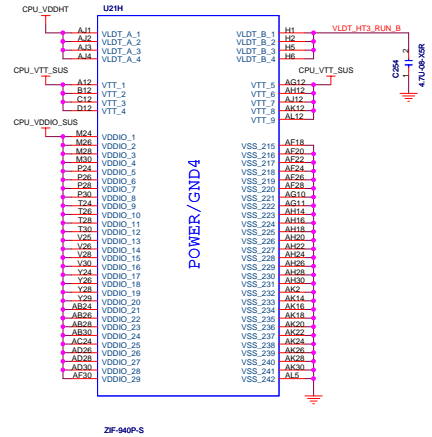 CPU_VDDHT
U21H
AJ1 VLDT_A_1 VLDT_B_1 H1 VLDT_HT3_RUN_B
AJ2 VLDT_A_2 VLDT_B_2 H2
AJ3 VLDT_A_3 VLDT_B_3 H5
AJ4 VLDT_A_4 VLDT_B_4 H6
C254
1 2
4.7U-08-X5R
CPU_VTT_SUS CPU_VTT_SUS
A12 VTT_1 VTT_5 AG12
B12 VTT_2 VTT_6 AH12
C12 VTT_3 VTT_7 AJ12
D12 VTT_4 VTT_8 AK12
VTT_9 AL12
CPU_VDDIO_SUS
M24 VDDIO_1 VSS_215 AF18
M26 VDDIO_2 VSS_216 AF20
M28 VDDIO_3 VSS_217 AF22
M30 VDDIO_4 VSS_218 AF24
P24 VDDIO_5 VSS_219 AF26
P26 VDDIO_6 VSS_220 AF28
P28 VDDIO_7 VSS_221 AG10
P30 VDDIO_8 VSS_222 AG11
T24 VDDIO_9 VSS_223 AH14
T26 VDDIO_10 VSS_224 AH16
T28 VDDIO_11 VSS_225 AH18
T30 VDDIO_12 VSS_226 AH20
V25 VDDIO_13 VSS_227 AH22
V26 VDDIO_14 VSS_228 AH24
V28 VDDIO_15 VSS_229 AH26
V30 VDDIO_16 VSS_230 AH28
Y24 VDDIO_17 VSS_231 AH30
Y26 VDDIO_18 VSS_232 AK2
Y28 VDDIO_19 VSS_233 AK14
Y29 VDDIO_20 VSS_234 AK16
AB24 VDDIO_21 VSS_235 AK18
AB26 VDDIO_22 VSS_236 AK20
AB28 VDDIO_23 VSS_237 AK22
AB30 VDDIO_24 VSS_238 AK24
AC24 VDDIO_25 VSS_239 AK26
AD26 VDDIO_26 VSS_240 AK28
AD28 VDDIO_27 VSS_241 AK30
AD30 VDDIO_28 VSS_242 AL5
AF30 VDDIO_29
POWER/GND4
ZIF-940P-S